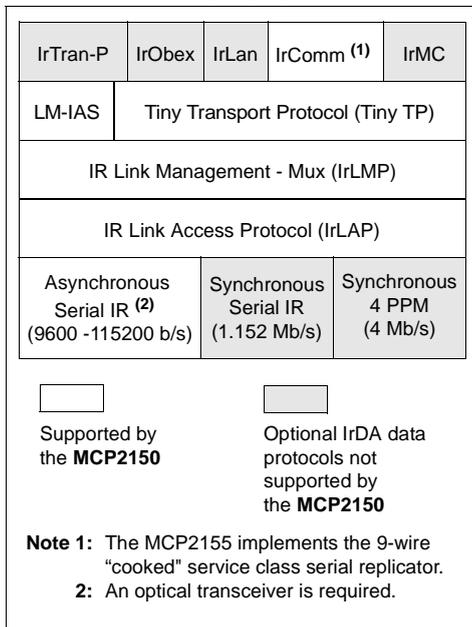 IrTran-P IrObex IrLan IrComm (1) IrMC
LM-IAS Tiny Transport Protocol (Tiny TP)
IR Link Management - Mux (IrLMP)
IR Link Access Protocol (IrLAP)
Asynchronous
Serial IR (2)
(9600 -115200 b/s)
Synchronous
Serial IR
(1.152 Mb/s)
Synchronous
4 PPM
(4 Mb/s)
Supported by
the MCP2150
Optional IrDA data
protocols not
supported by
the MCP2150
Note 1: The MCP2155 implements the 9-wire
“cooked" service class serial replicator.
2: An optical transceiver is required.